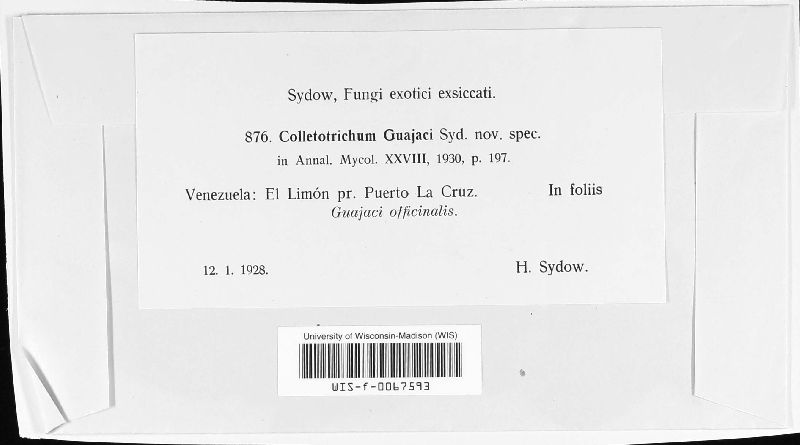 Sydow, Fungi exotici exsiccati.
876. Colletotrichum Guajaci Syd. nov. spec.
in Annal. Mycol. XXVIII, 1930, p. 197.
Venezuela: El Limón pr. Puerto La Cruz. In foliis
Guajaci officinalis.
12. 1. 1928. H. Sydow.
University of Wisconsin-Madison (WIS)
WIS-f-0067593